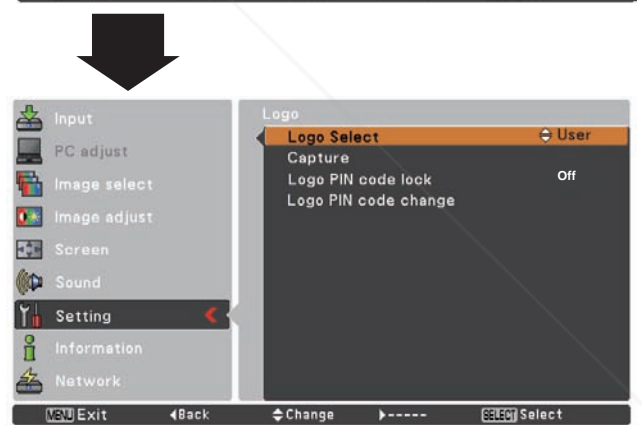 Input
PC adjust
Image select
Image adjust
Screen
Sound
Setting
Information
Network
Logo
Logo Select User
Capture
Logo PIN code lock Off
Logo PIN code change
MENU Exit Back Change ----- SELECT Select